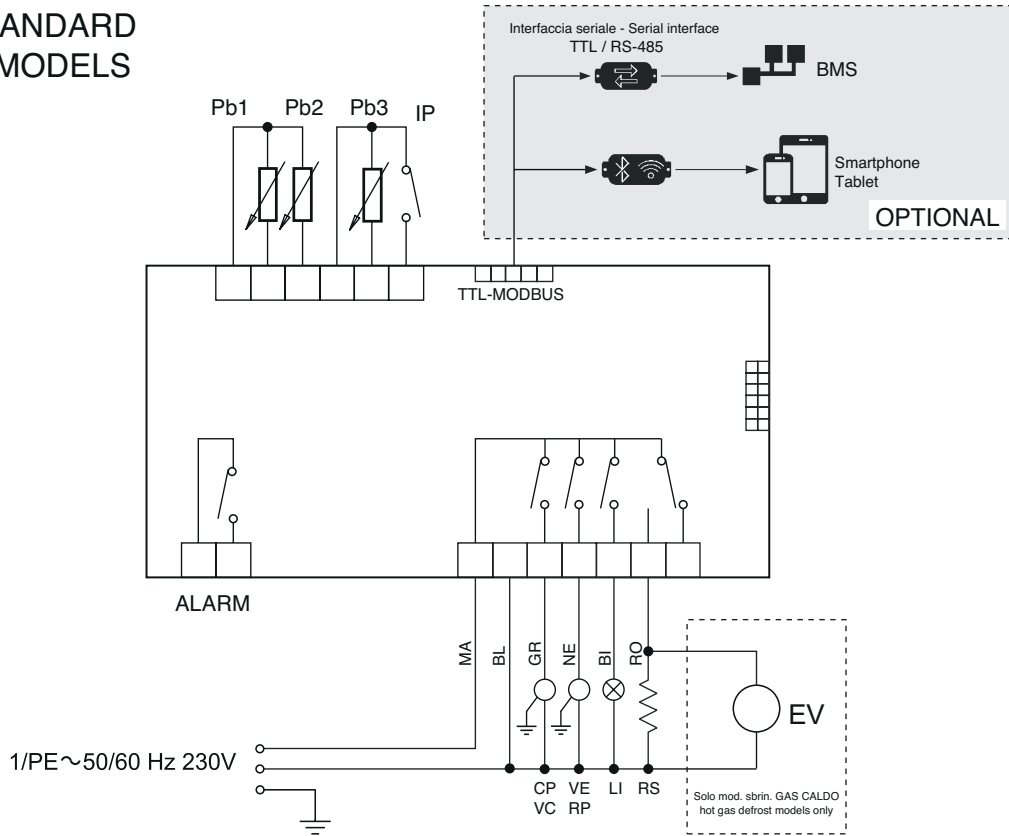 ANDARD
MODELS
Interfaccia seriale - Serial interface
TTL / RS-485
BMS
Smartphone
Tablet
OPTIONAL
Pb1 Pb2 Pb3 IP
TTL-MODBUS
ALARM
MA BL GR NE BI RO
EV
1/PE～50/60 Hz 230V
CP VE LI RS
VC RP
Solo mod. sbrin. GAS CALDO
hot gas defrost models only